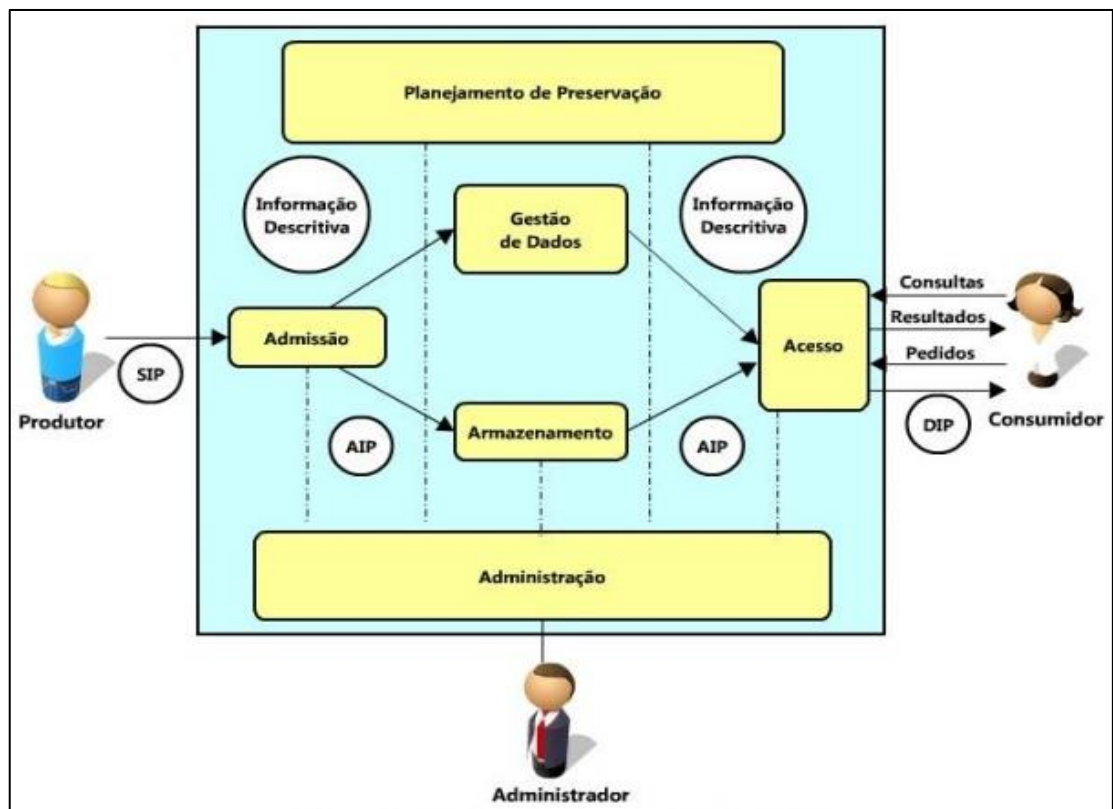 Planejamento de Preservação
Informação
Descritiva
Gestão
de Dados
Informação
Descritiva
Consultas
Resultados
Pedidos
Admissão
Acesso
SIP
Produtor
AIP
Armazenamento
AIP
DIP
Consumidor
Administração
Administrador